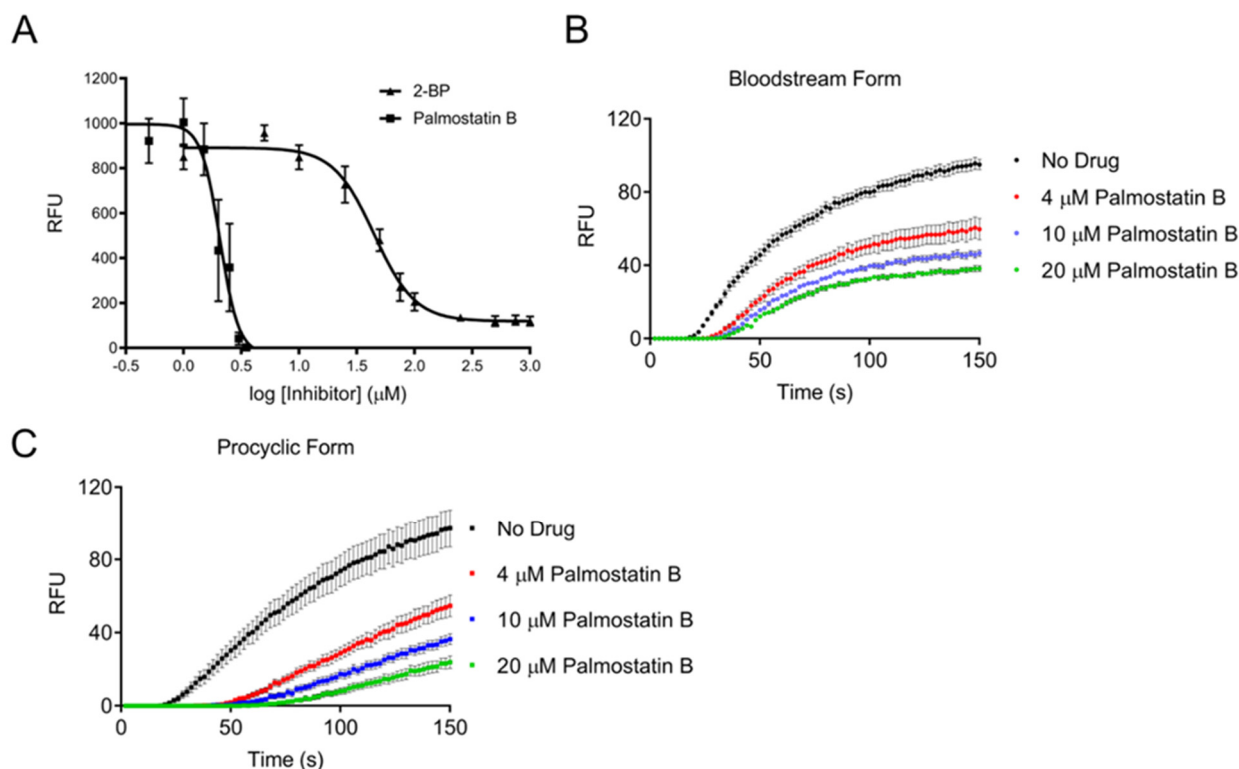 A
1200
1000
800
600
400
200
0
RFU
-0.5
0.0
0.5
1.0
1.5
2.0
2.5
3.0
log [Inhibitor] (μM)
2-BP
Palmostatin B
B
Bloodstream Form
120
80
40
0
RFU
0
50
100
150
Time (s)
No Drug
4 μM Palmostatin B
10 μM Palmostatin B
20 μM Palmostatin B
C
Procyclic Form
120
80
40
0
RFU
0
50
100
150
Time (s)
No Drug
4 μM Palmostatin B
10 μM Palmostatin B
20 μM Palmostatin B